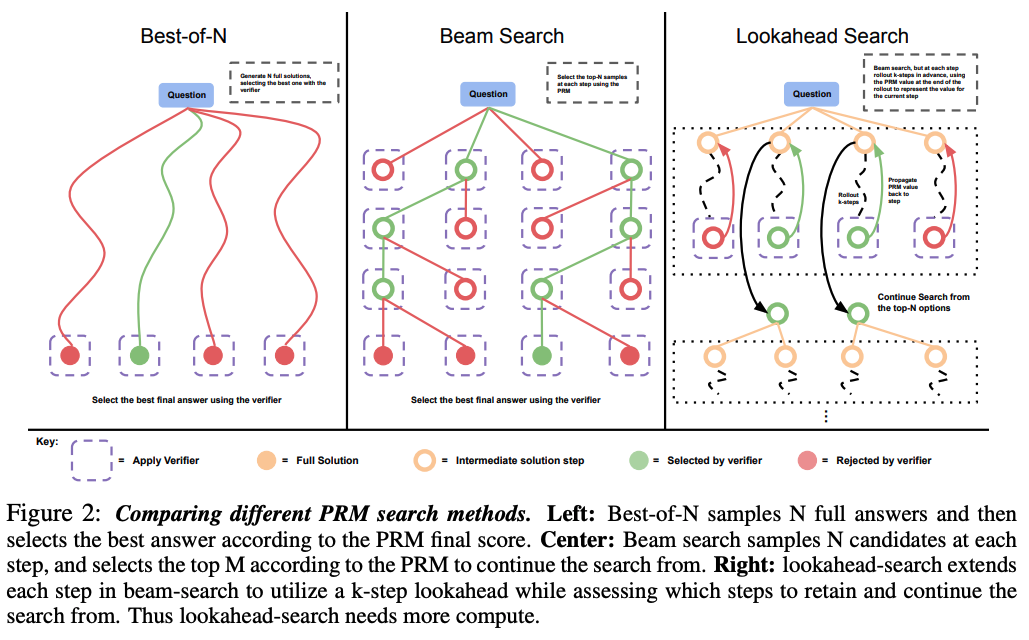 Best-of-N
Generate N full solutions,
selecting the best one with the
verifier
Question
Select the best final answer using the verifier
Beam Search
Select the top-N samples
at each step using the
PRM
Question
Select the best final answer using the verifier
Lookahead Search
Beam search, but at each step
rollout k-steps in advance, using
the PRM value at the end of the
rollout to represent the value for
the current step
Question
Rollout
k-steps
Propagate
PRM value
back to
step
Continue Search from
the top-N options
Key:
= Apply Verifier
= Full Solution
= Intermediate solution step
= Selected by verifier
= Rejected by verifier
Figure 2: Comparing different PRM search methods. Left: Best-of-N samples N full answers and then
selects the best answer according to the PRM final score. Center: Beam search samples N candidates at each
step, and selects the top M according to the PRM to continue the search from. Right: lookahead-search extends
each step in beam-search to utilize a k-step lookahead while assessing which steps to retain and continue the
search from. Thus lookahead-search needs more compute.